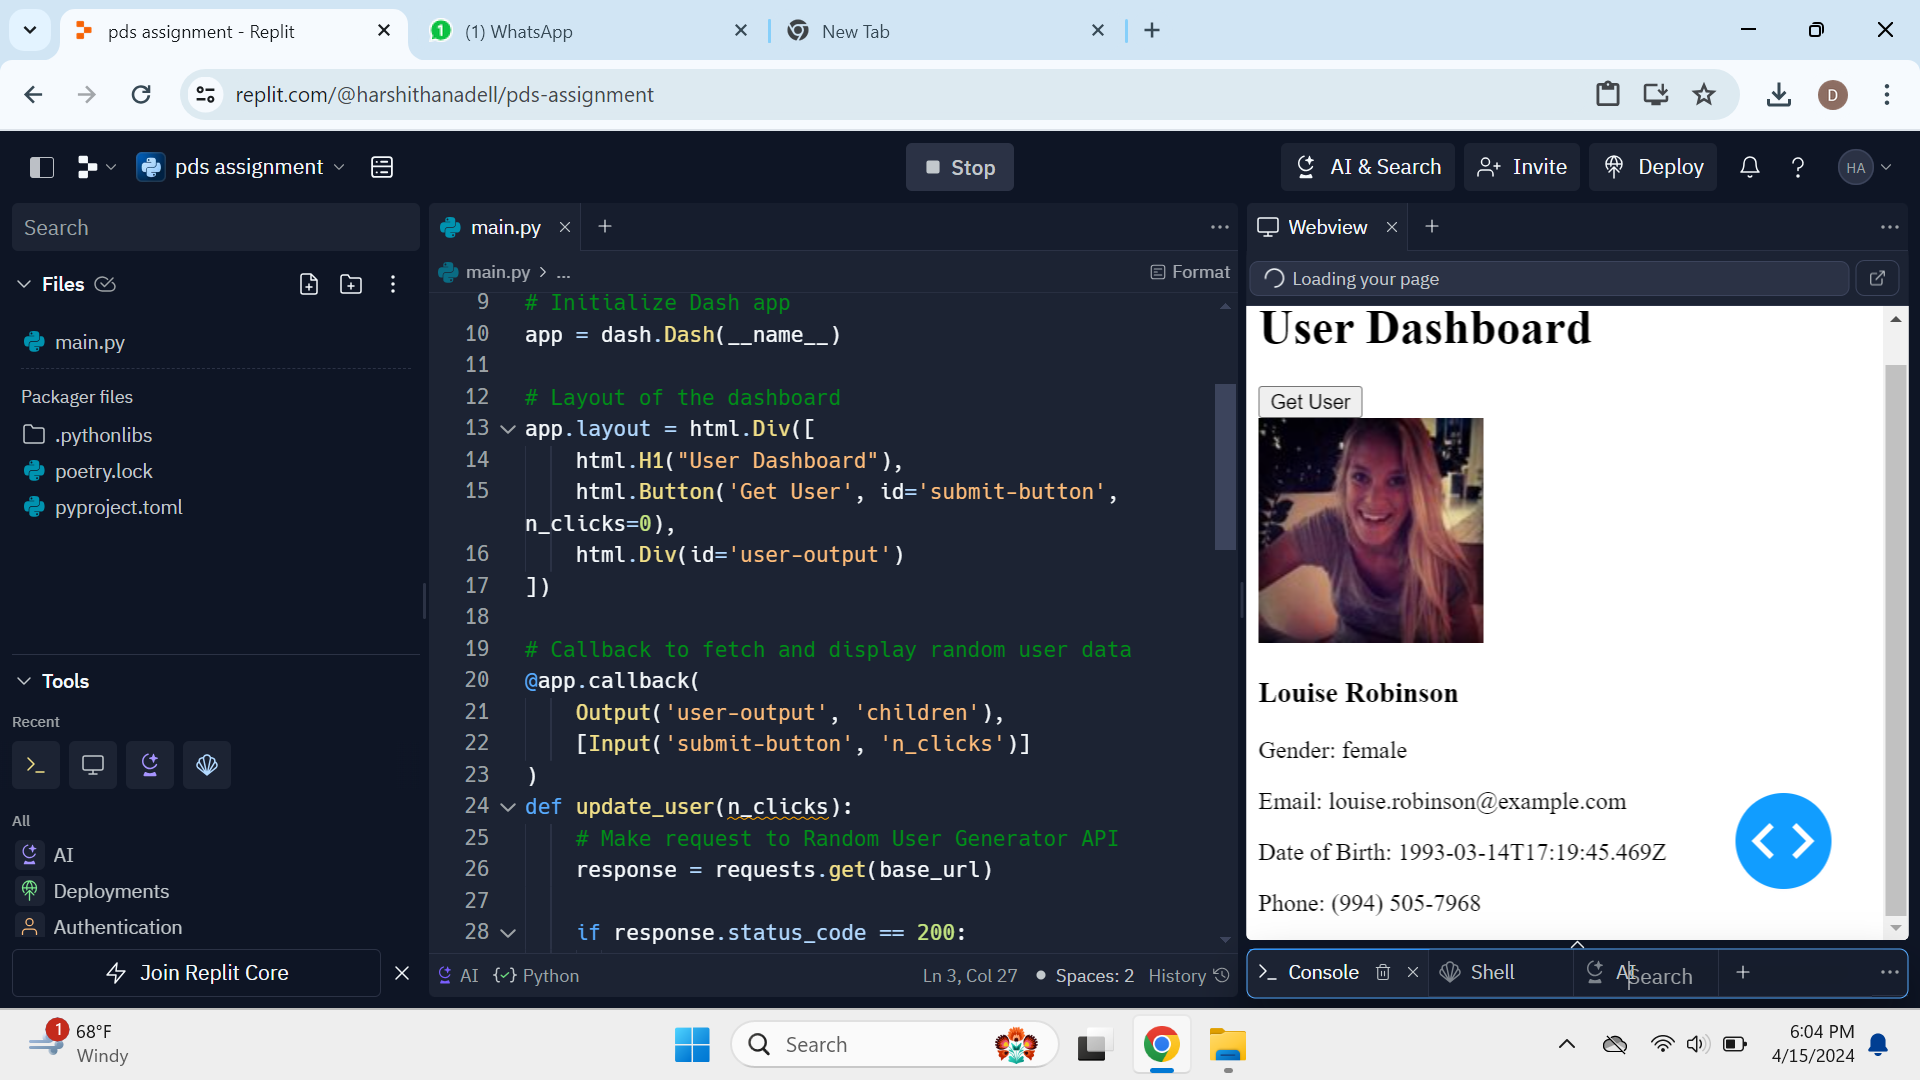 pds assignment - Replit
(1) WhatsApp
New Tab
replit.com/@harshithanadell/pds-assignment
D
pds assignment
Stop
AI & Search
Invite
Deploy
HA
Search
Files
main.py
Packager files
.pythonlibs
poetry.lock
pyproject.toml
Tools
Recent
All
AI
Deployments
Authentication
Join Replit Core
main.py
main.py > ...
Format
9 # Initialize Dash app
10 app = dash.Dash(__name__)
11
12 # Layout of the dashboard
13 app.layout = html.Div([
14 html.H1("User Dashboard"),
15 html.Button('Get User', id='submit-button',
n_clicks=0),
16 html.Div(id='user-output')
17 ])
18
19 # Callback to fetch and display random user data
20 @app.callback(
21 Output('user-output', 'children'),
22 [Input('submit-button', 'n_clicks')]
23 )
24 def update_user(n_clicks):
25 # Make request to Random User Generator API
26 response = requests.get(base_url)
27
28 if response.status_code == 200:
AI
Python
Ln 3, Col 17
Spaces: 2
History
Webview
Loading your page
User Dashboard
Get User
Louise Robinson
Gender: female
Email: louise.robinson@example.com
Date of Birth: 1993-03-14T17:19:45.469Z
Phone: (994) 505-7968
Console
Shell
AI
Search
1
68°F
Windy
Search
6:04 PM
4/15/2024